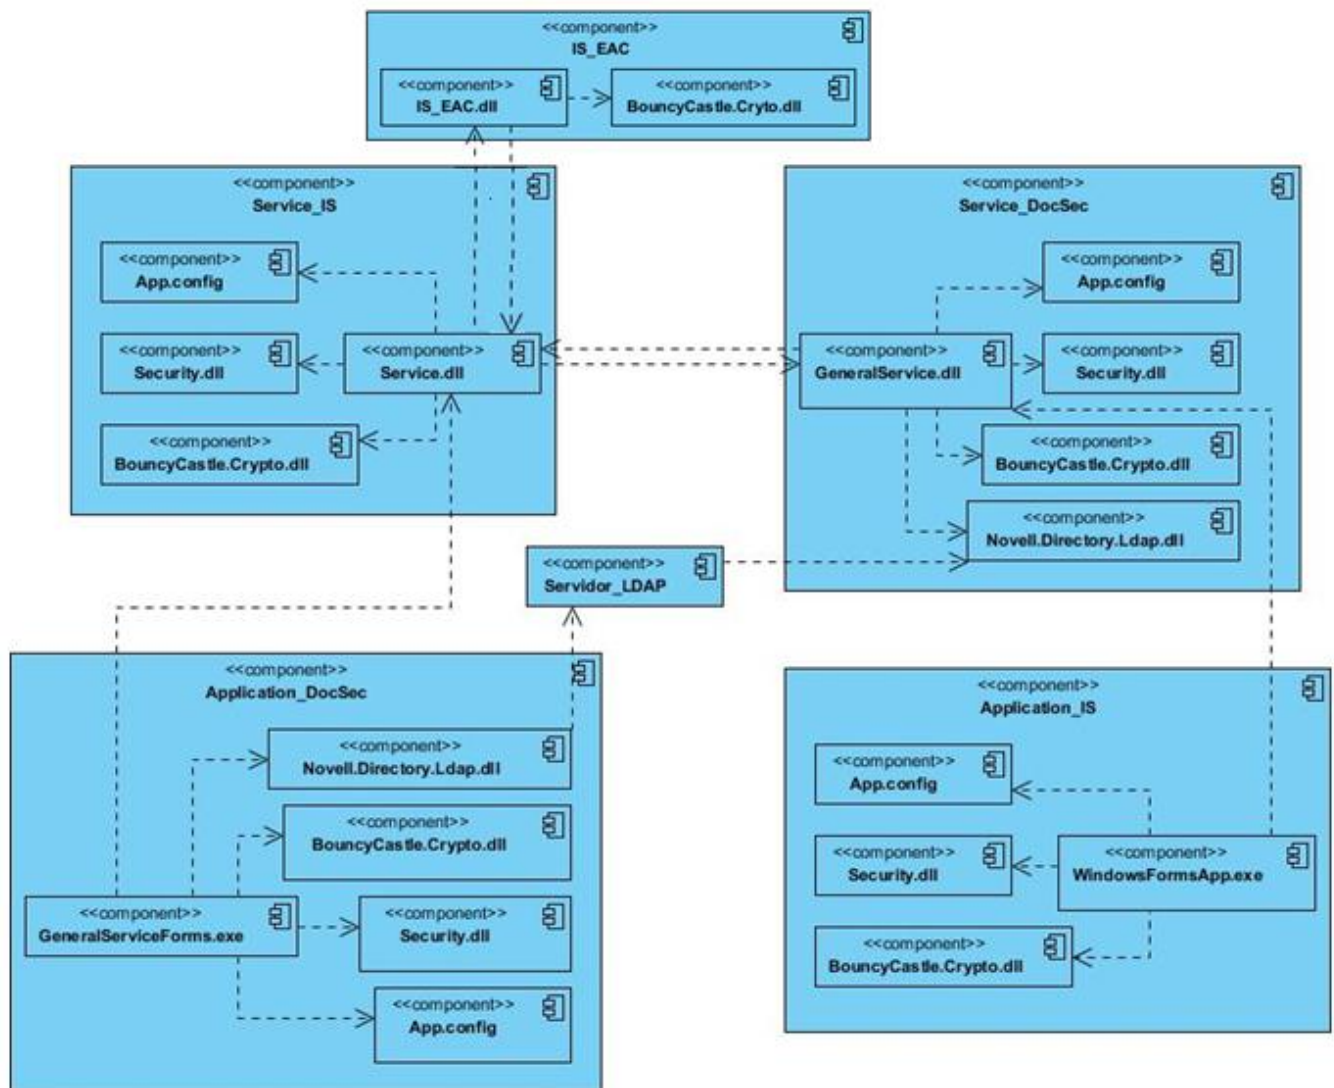 <<component>>
IS_EAC
<<component>>
IS_EAC.dll
<<component>>
BouncyCastle.Cryto.dll
<<component>>
Service_IS
<<component>>
App.config
<<component>>
Security.dll
<<component>>
Service.dll
<<component>>
BouncyCastle.Crypto.dll
<<component>>
Service_DocSec
<<component>>
App.config
<<component>>
GeneralService.dll
<<component>>
Security.dll
<<component>>
BouncyCastle.Crypto.dll
<<component>>
Novell.Directory.Ldap.dll
<<component>>
Servidor_LDAP
<<component>>
Application_DocSec
<<component>>
Novell.Directory.Ldap.dll
<<component>>
BouncyCastle.Crypto.dll
<<component>>
GeneralServiceForms.exe
<<component>>
Security.dll
<<component>>
App.config
<<component>>
Application_IS
<<component>>
App.config
<<component>>
Security.dll
<<component>>
WindowsFormsApp.exe
<<component>>
BouncyCastle.Crypto.dll